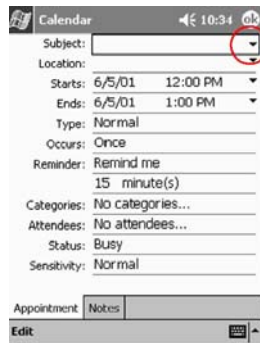 Calendar 10:34 ok
Subject:
Location:
Starts: 6/5/01 12:00 PM
Ends: 6/5/01 1:00 PM
Type: Normal
Occurs: Once
Reminder: Remind me
15 minute(s)
Categories: No categories...
Attendees: No attendees...
Status: Busy
Sensitivity: Normal
Appointment Notes
Edit